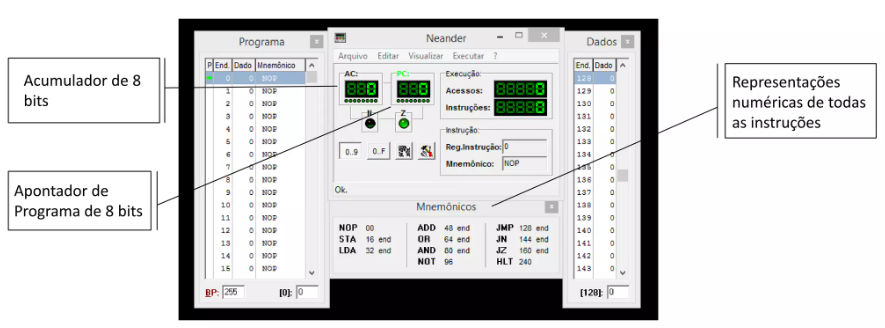 Acumulador de 8
bits
Apontador de
Programa de 8 bits
Programa
P End. Dado Mnemônico
0 0 NOP
1 0 NOP
2 0 NOP
3 0 NOP
4 0 NOP
5 0 NOP
6 0 NOP
7 0 NOP
8 0 NOP
9 0 NOP
10 0 NOP
11 0 NOP
12 0 NOP
13 0 NOP
14 0 NOP
15 0 NOP
BP: 255 [0]: 0
Neander
Arquivo Editar Visualizar Executar ?
AC: PC: Execução:
0 0 Acessos: 0
Instruções: 0
N Z
Instrução:
0..9 0..F Reg.Instrução: 0
Mnemônico: NOP
Ok.
Mnemônicos
NOP 00 ADD 48 end JMP 128 end
STA 16 end OR 64 end JN 144 end
LDA 32 end AND 80 end JZ 160 end
NOT 96 HLT 240
Dados
End. Dado
128 0
129 0
130 0
131 0
132 0
133 0
134 0
135 0
136 0
137 0
138 0
139 0
140 0
141 0
142 0
143 0
[128]: 0
Representações
numéricas de todas
as instruções